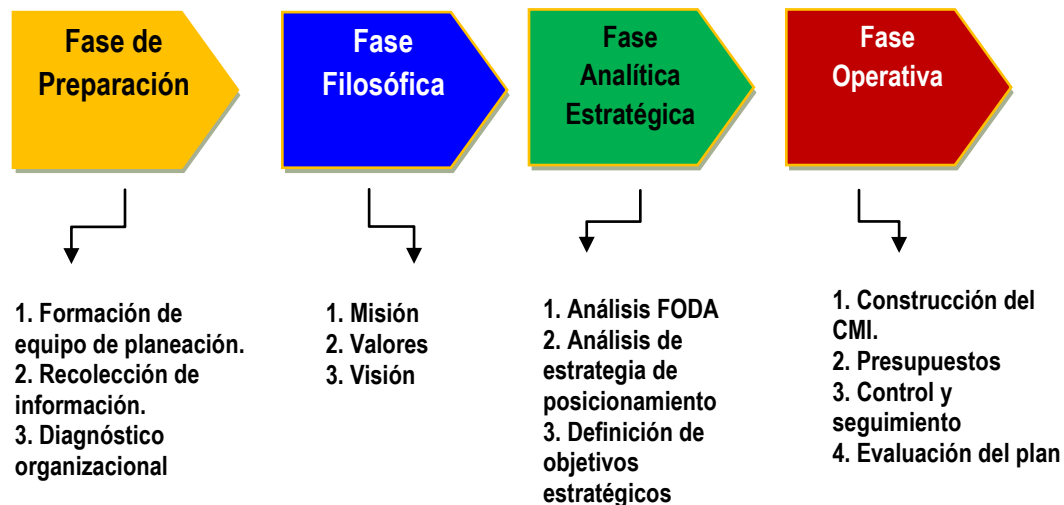 Fase de
Preparación
Fase
Filosófica
Fase
Analítica
Estratégica
Fase
Operativa
1. Formación de
equipo de planeación.
2. Recolección de
información.
3. Diagnóstico
organizacional
1. Misión
2. Valores
3. Visión
1. Análisis FODA
2. Análisis de
estrategia de
posicionamiento
3. Definición de
objetivos
estratégicos
1. Construcción del
CMI.
2. Presupuestos
3. Control y
seguimiento
4. Evaluación del plan